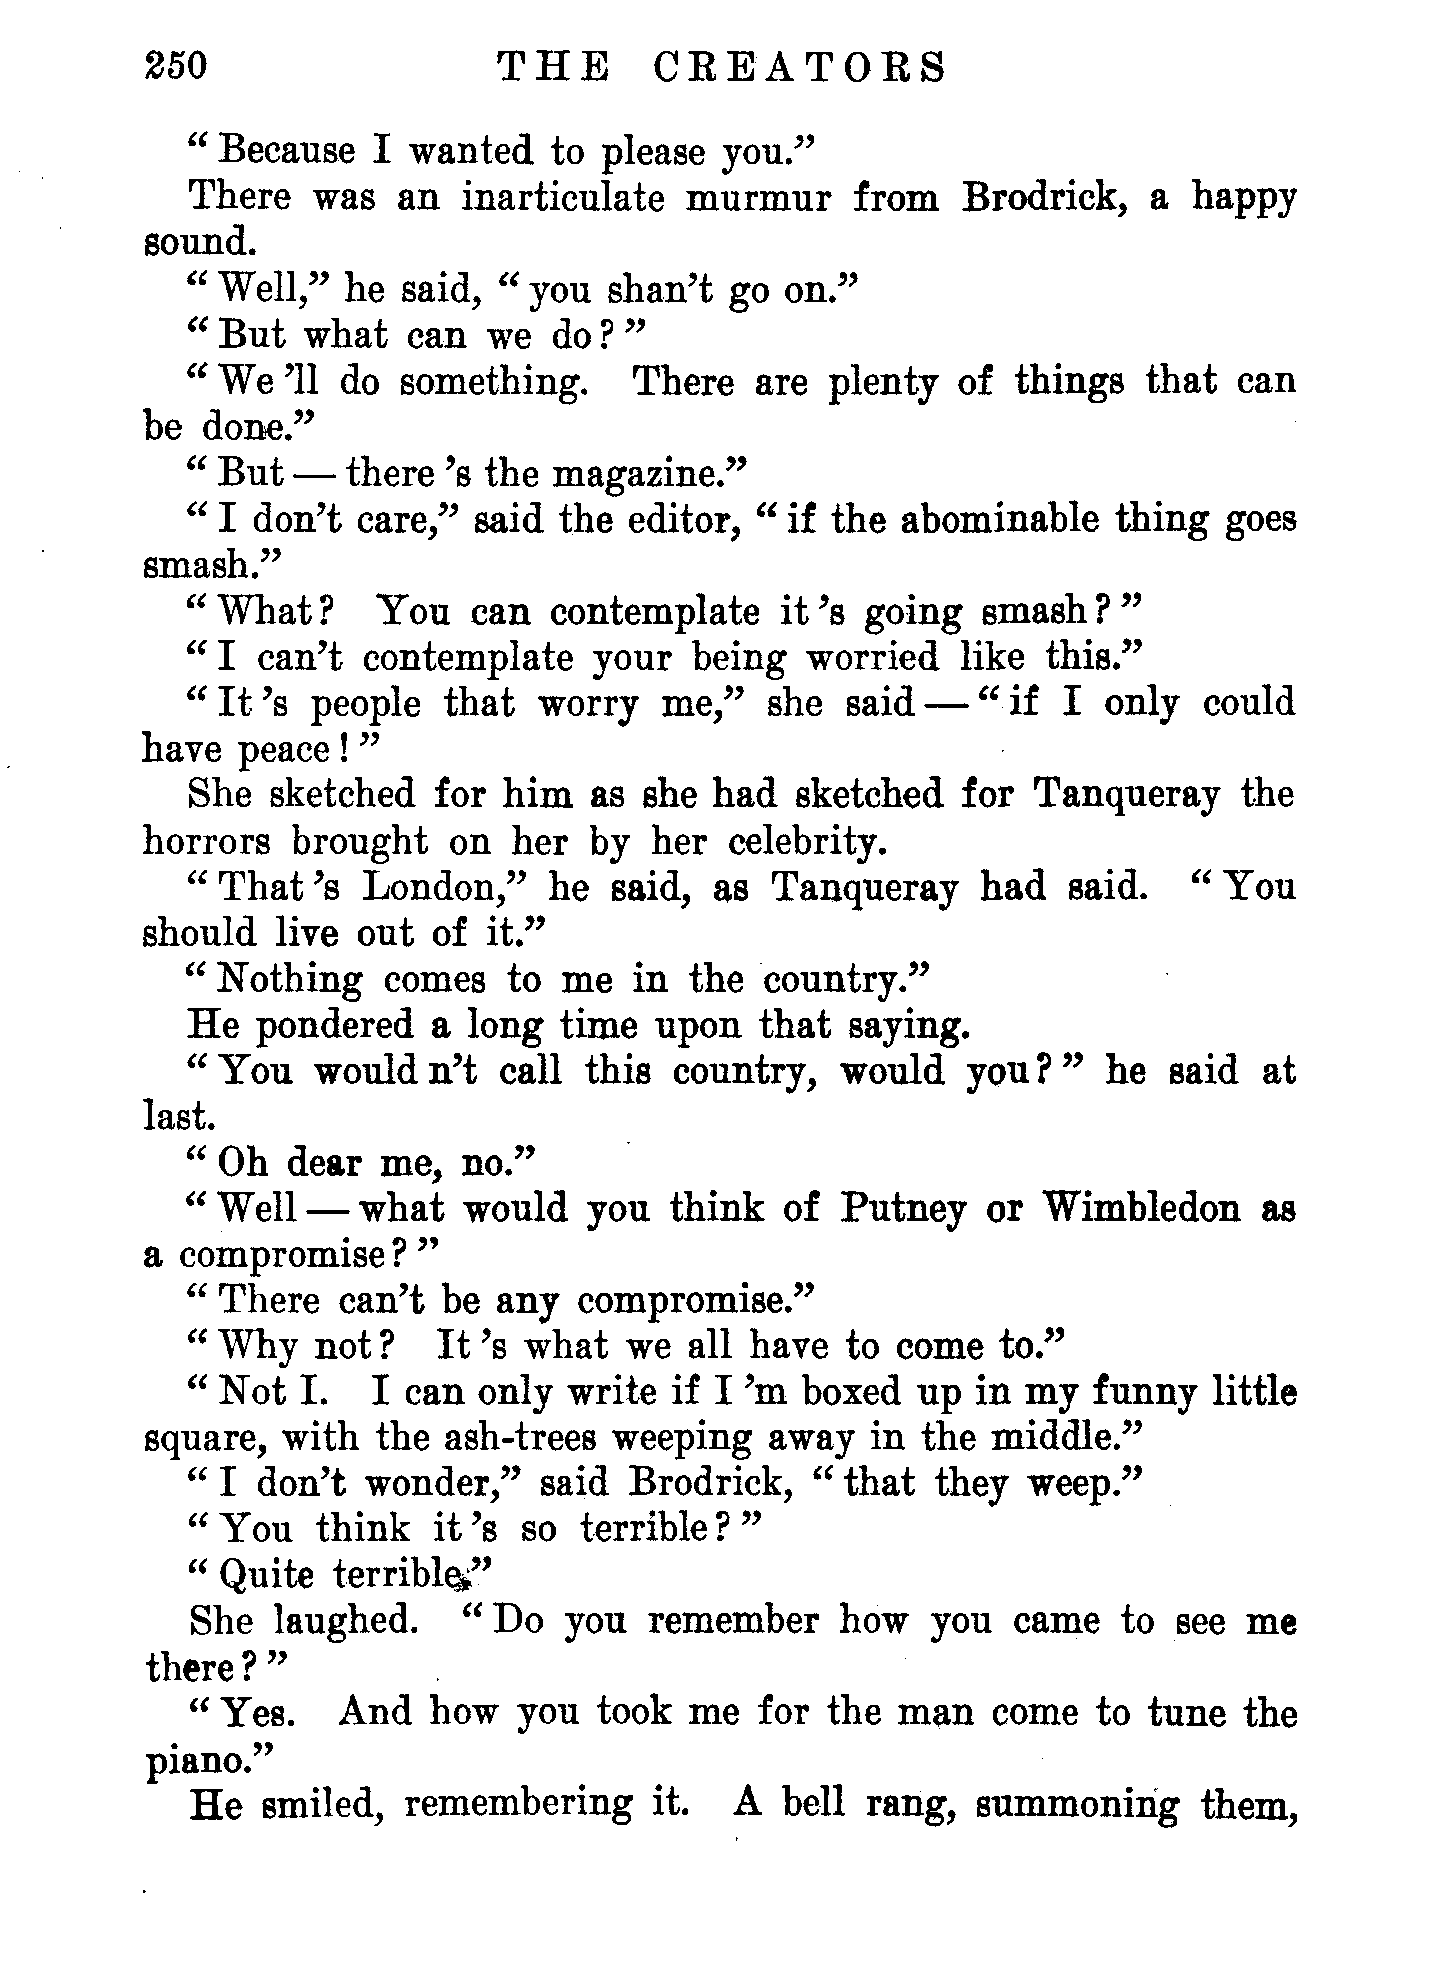 250 THE CREATORS
“Because I wanted to please you.”
There was an inarticulate murmur from Brodrick, a happy
sound.
“Well,” he said, “you shan’t go on.”
“But what can we do?”
“We ’ll do something. There are plenty of things that can
be done.”
“But — there ’s the magazine.”
“I don’t care,” said the editor, “if the abominable thing goes
smash.”
“What? You can contemplate it ’s going smash?”
“I can’t contemplate your being worried like this.”
“It ’s people that worry me,” she said — “if I only could
have peace!”
She sketched for him as she had sketched for Tanqueray the
horrors brought on her by her celebrity.
“That ’s London,” he said, as Tanqueray had said. “You
should live out of it.”
“Nothing comes to me in the country.”
He pondered a long time upon that saying.
“You would n’t call this country, would you?” he said at
last.
“Oh dear me, no.”
“Well — what would you think of Putney or Wimbledon as
a compromise?”
“There can’t be any compromise.”
“Why not? It ’s what we all have to come to.”
“Not I. I can only write if I ’m boxed up in my funny little
square, with the ash-trees weeping away in the middle.”
“I don’t wonder,” said Brodrick, “that they weep.”
“You think it ’s so terrible?”
“Quite terrible.”
She laughed. “Do you remember how you came to see me
there?”
“Yes. And how you took me for the man come to tune the
piano.”
He smiled, remembering it. A bell rang, summoning them,